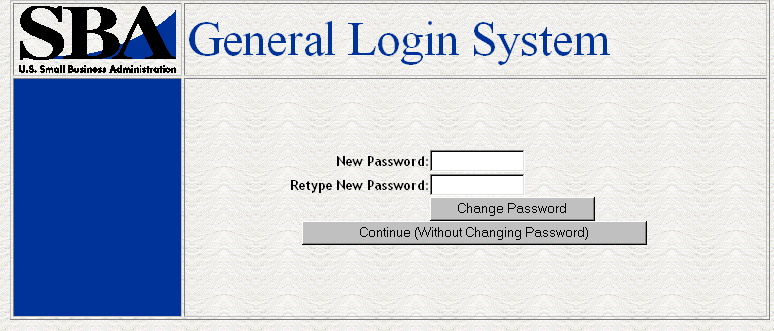 SBA
U.S. Small Business Administration
General Login System
New Password:
Retype New Password:
Change Password
Continue (Without Changing Password)